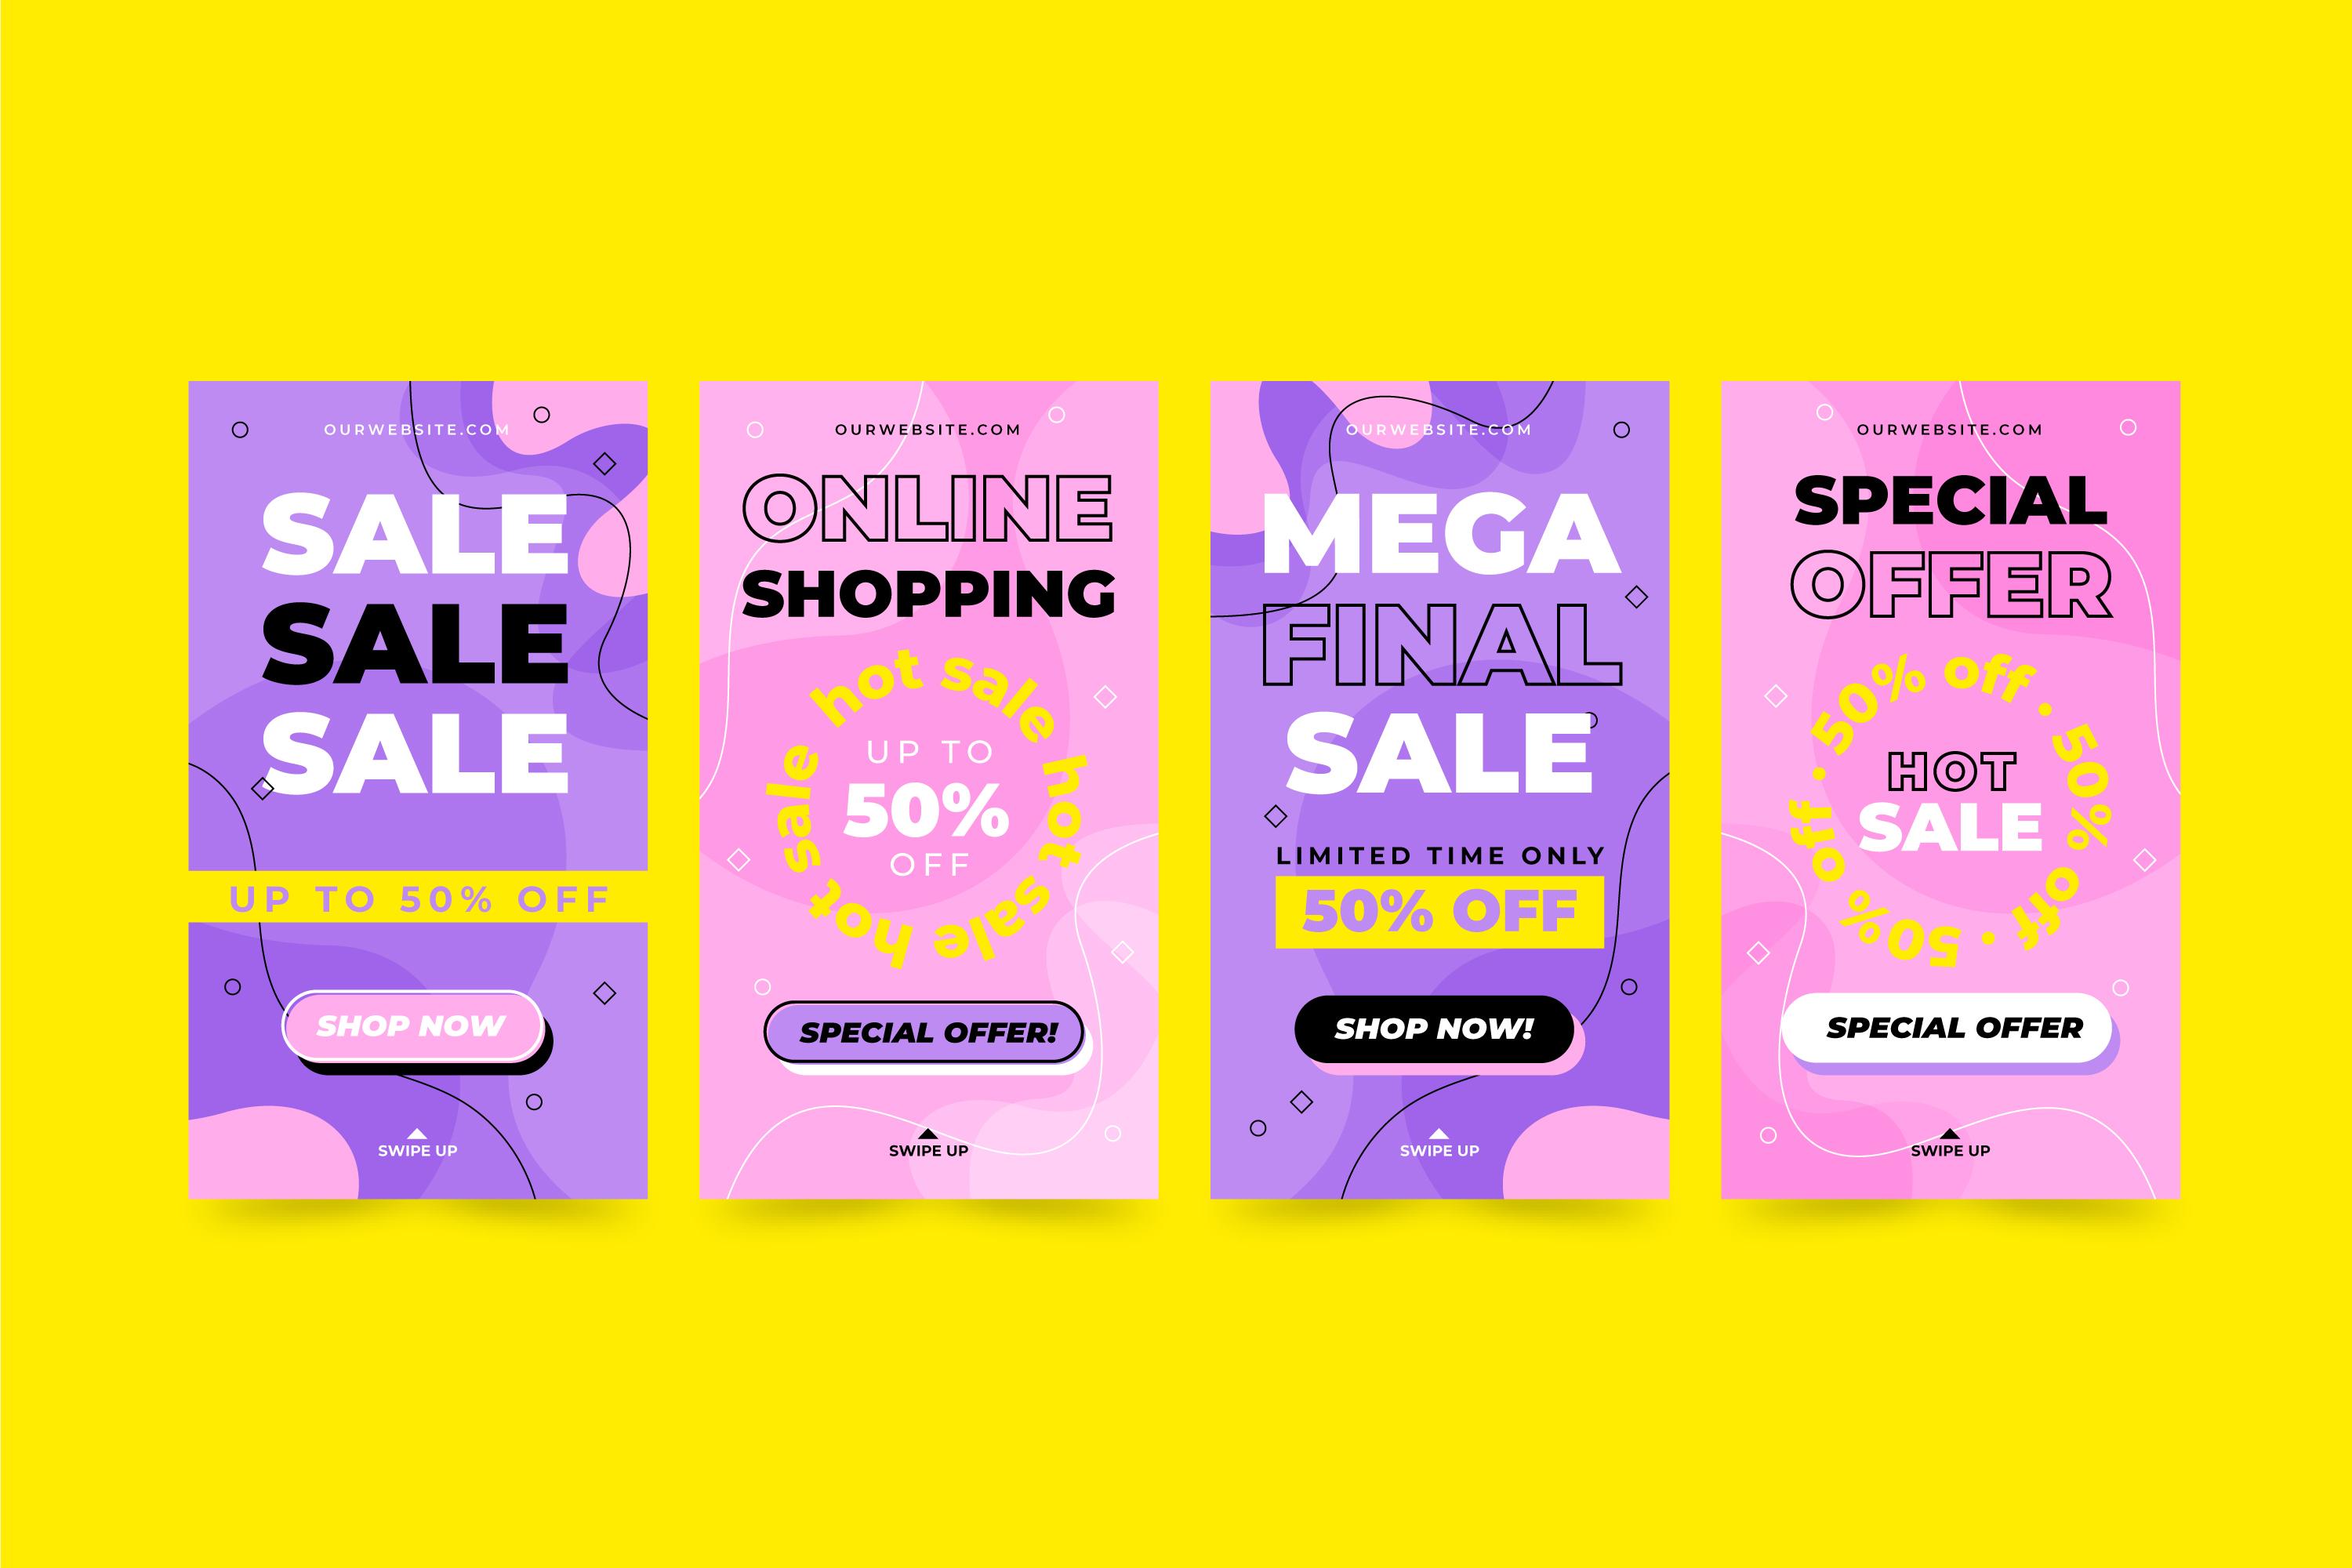 OURWEBSITE.COM
SALE
SALE
SALE
UP TO 50% OFF
SHOP NOW
SWIPE UP
OURWEBSITE.COM
ONLINE
SHOPPING
hot sale hot sale hot sale
UP TO
50%
OFF
SPECIAL OFFER!
SWIPE UP
OURWEBSITE.COM
MEGA
FINAL
SALE
LIMITED TIME ONLY
50% OFF
SHOP NOW!
SWIPE UP
OURWEBSITE.COM
SPECIAL
OFFER
50% off · 50% off · 50% off ·
HOT
SALE
SPECIAL OFFER
SWIPE UP